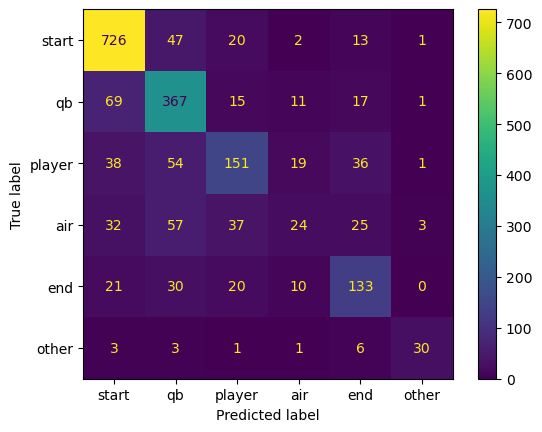 start 726 47 20 2 13 1
qb 69 367 15 11 17 1
player 38 54 151 19 36 1
air 32 57 37 24 25 3
end 21 30 20 10 133 0
other 3 3 1 1 6 30
start qb player air end other
Predicted label
True label
700
600
500
400
300
200
100
0